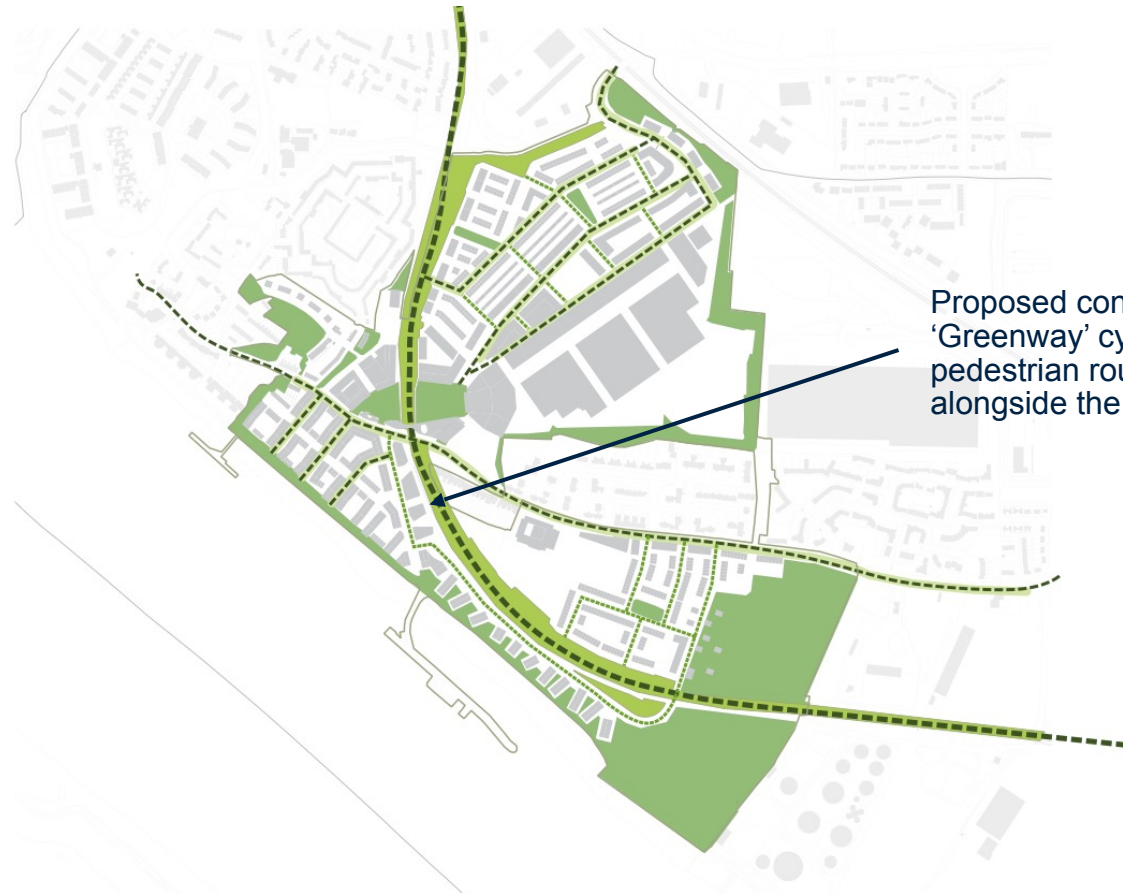 Proposed con
‘Greenway’ cy
pedestrian rou
alongside the